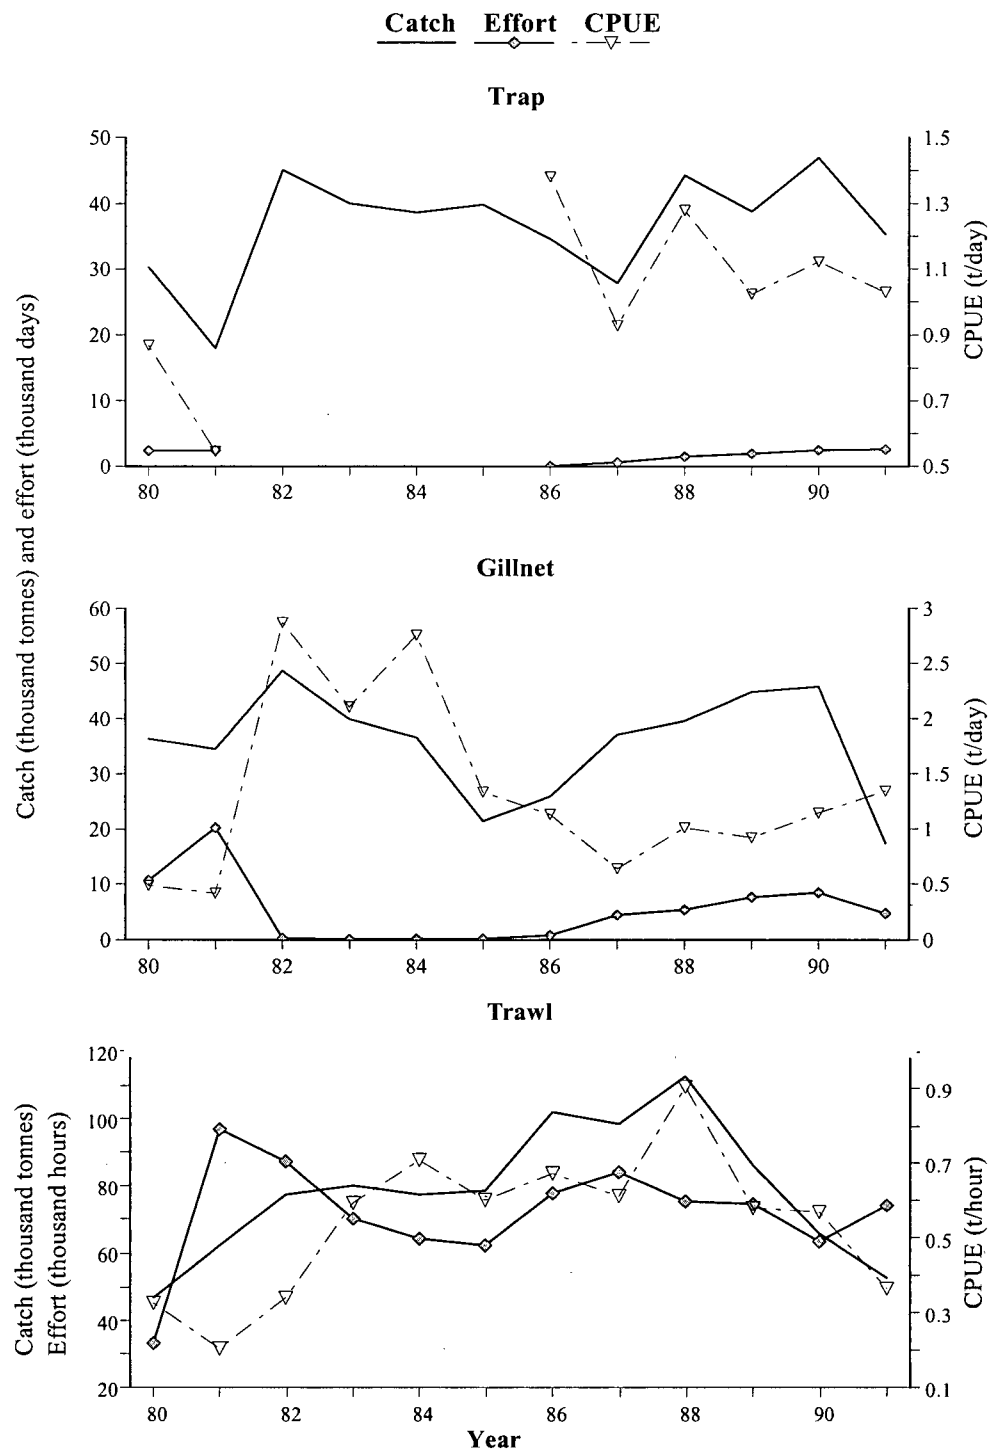 Catch Effort CPUE
Trap
50
40
30
20
10
0
1.5
1.3
1.1
0.9
0.7
0.5
80 82 84 86 88 90
CPUE (t/day)
Catch (thousand tonnes) and effort (thousand days)
Gillnet
60
50
40
30
20
10
0
3
2.5
2
1.5
1
0.5
0
80 82 84 86 88 90
CPUE (t/day)
Trawl
120
100
80
60
40
20
0.9
0.7
0.5
0.3
0.1
80 82 84 86 88 90
CPUE (t/hour)
Catch (thousand tonnes)
Effort (thousand hours)
Year